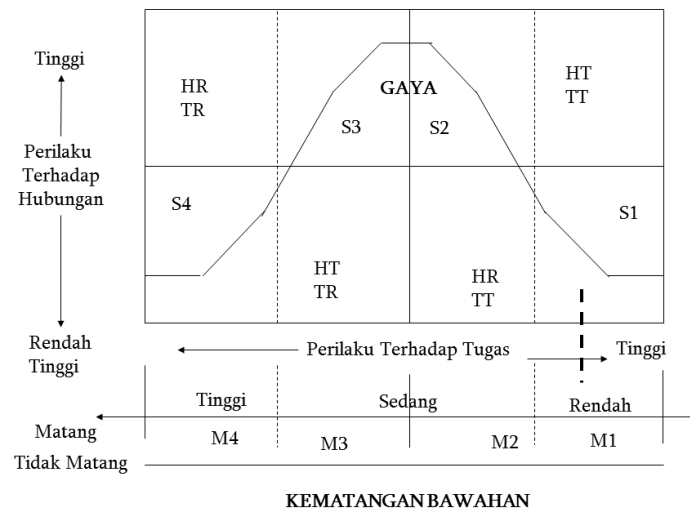 Tinggi
Perilaku
Terhadap
Hubungan
Rendah
Tinggi
HR
TR
GAYA
S3
S2
HT
TT
S4
S1
HT
TR
HR
TT
Perilaku Terhadap Tugas
Tinggi
Tinggi
Sedang
Rendah
Matang
M4
M3
M2
M1
Tidak Matang
KEMATANGAN BAWAHAN